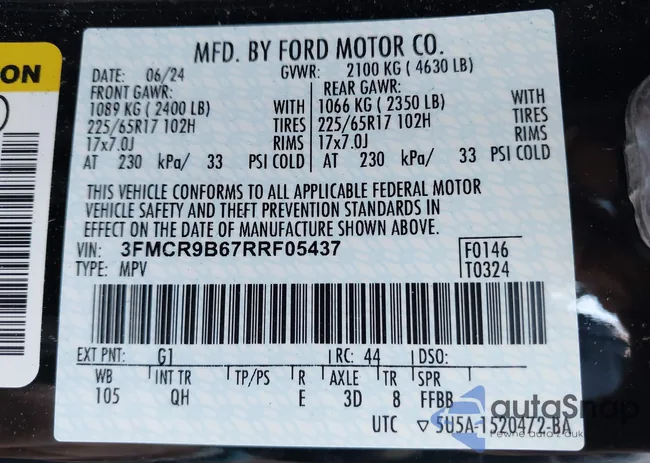 ON
MFD. BY FORD MOTOR CO.
DATE: 06/24 GVWR: 2100 KG ( 4630 LB)
FRONT GAWR: REAR GAWR:
1089 KG ( 2400 LB) WITH 1066 KG ( 2350 LB) WITH
225/65R17 102H TIRES 225/65R17 102H TIRES
17x7.0J RIMS 17x7.0J RIMS
AT 230 kPa/ 33 PSI COLD AT 230 kPa/ 33 PSI COLD
THIS VEHICLE CONFORMS TO ALL APPLICABLE FEDERAL MOTOR
VEHICLE SAFETY AND THEFT PREVENTION STANDARDS IN
EFFECT ON THE DATE OF MANUFACTURE SHOWN ABOVE.
VIN: 3FMCR9B67RRF05437 F0146
TYPE: MPV T0324
EXT PNT: G1 RC: 44 DSO:
WB INT TR TP/PS R AXLE TR SPR
105 QH E 3D 8 FFBB
UTC ▽ 5U5A-1520472-BA
autoSnap
Pewne auta z USA